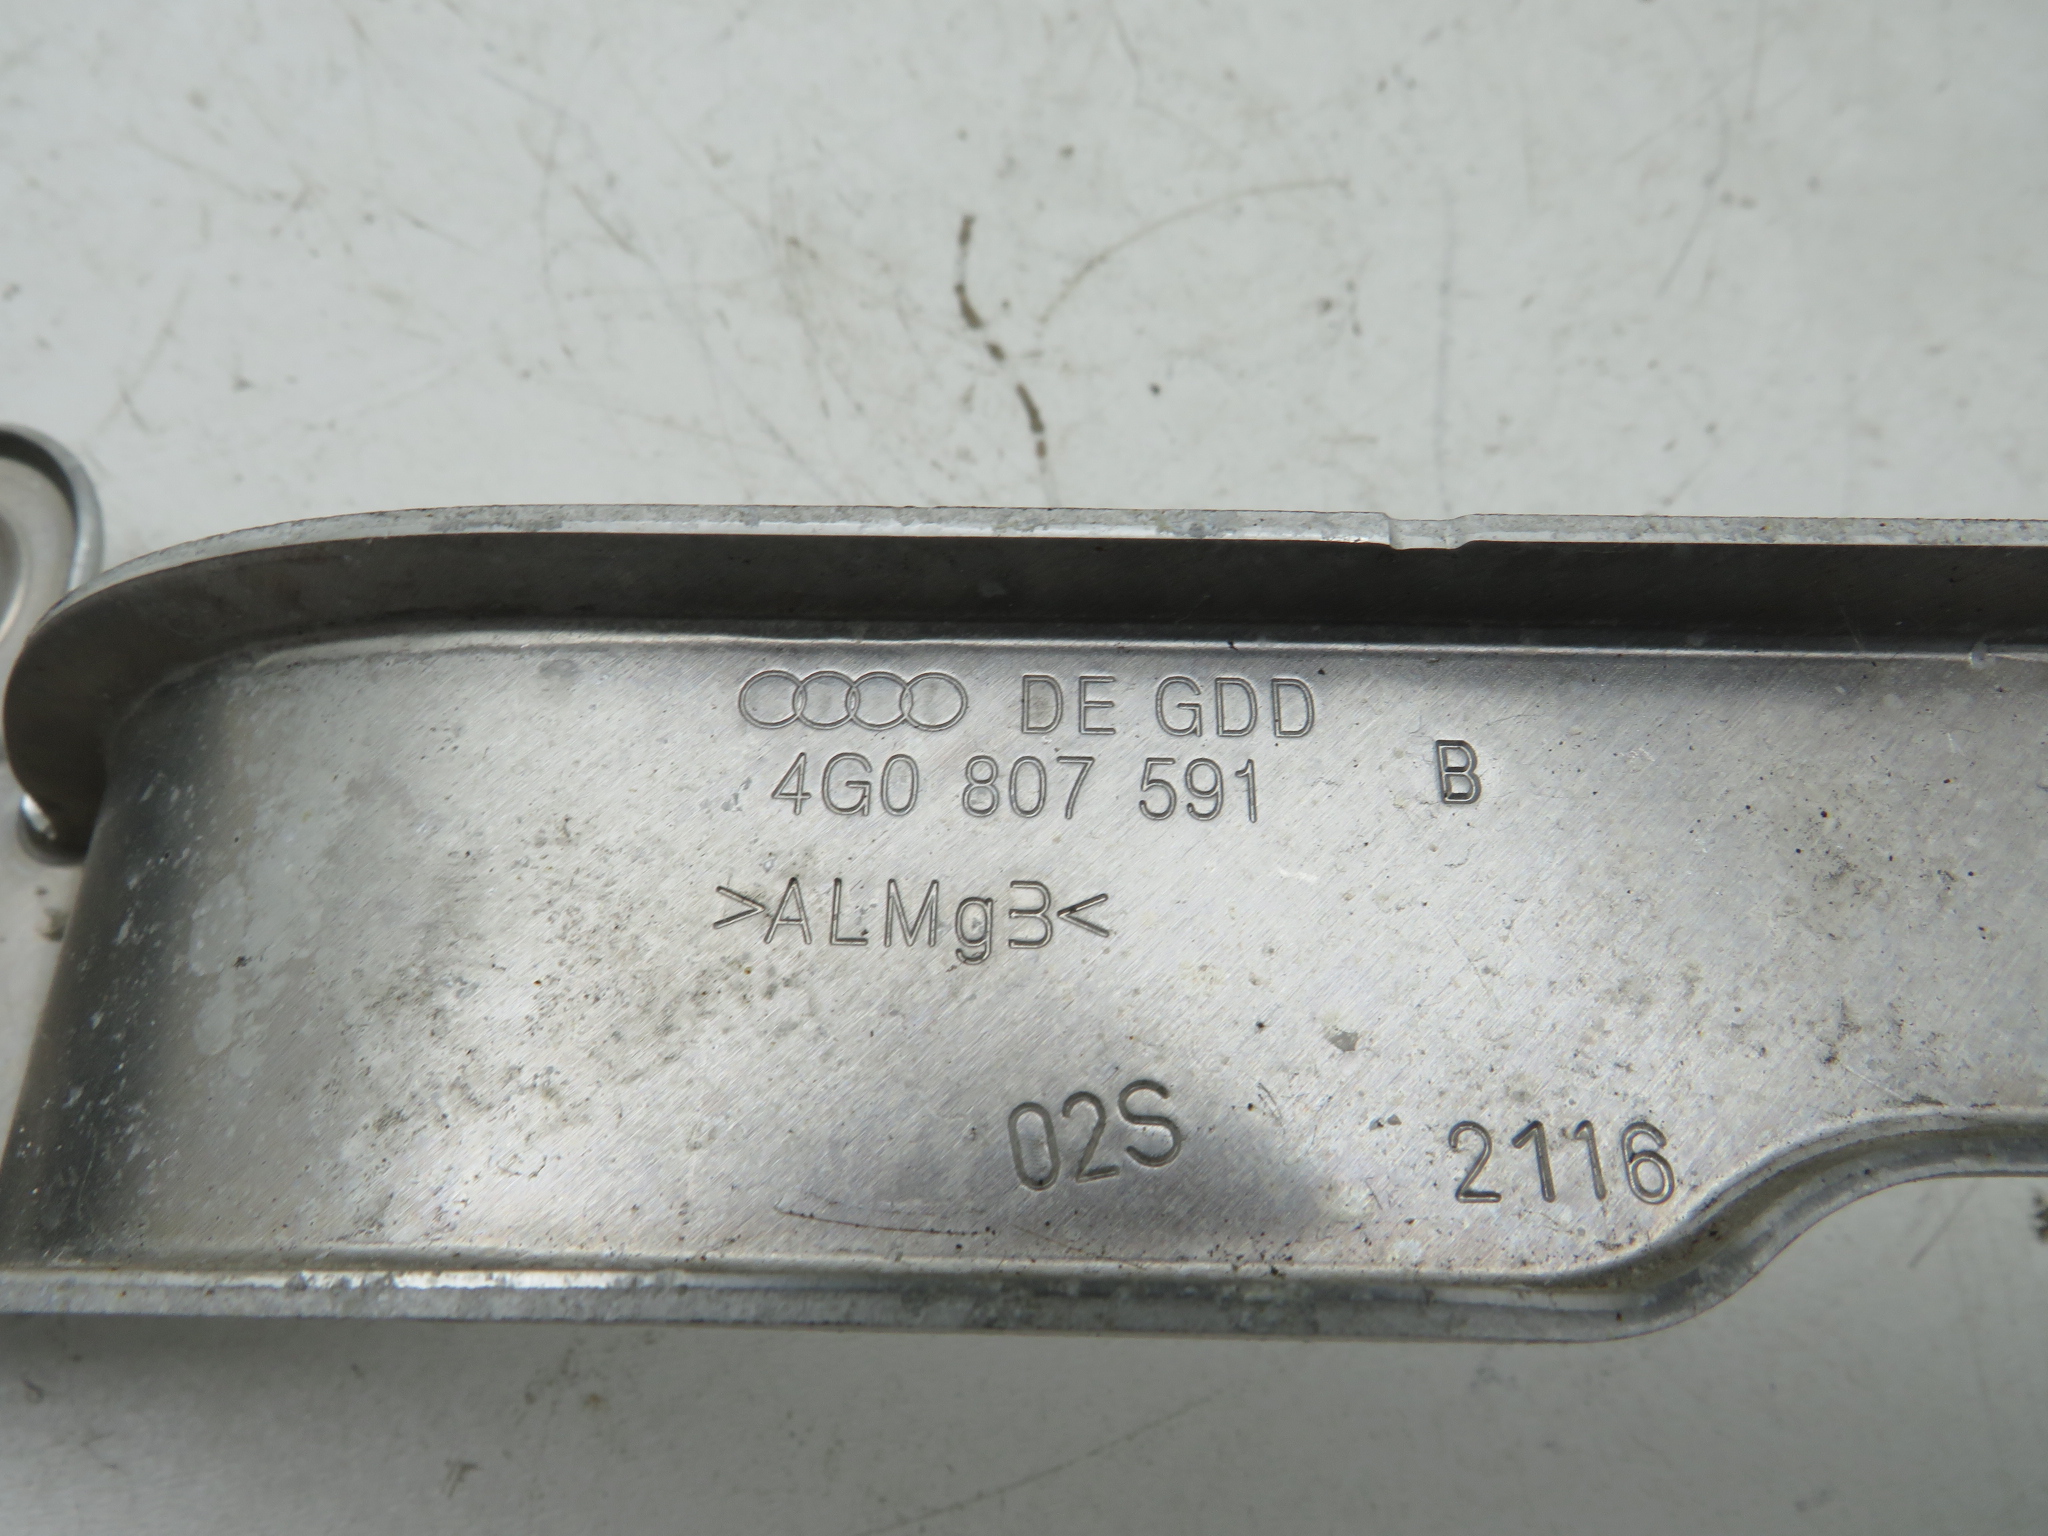 DE GDD
4G0 807 591 B
>ALMg3<
02S
2116